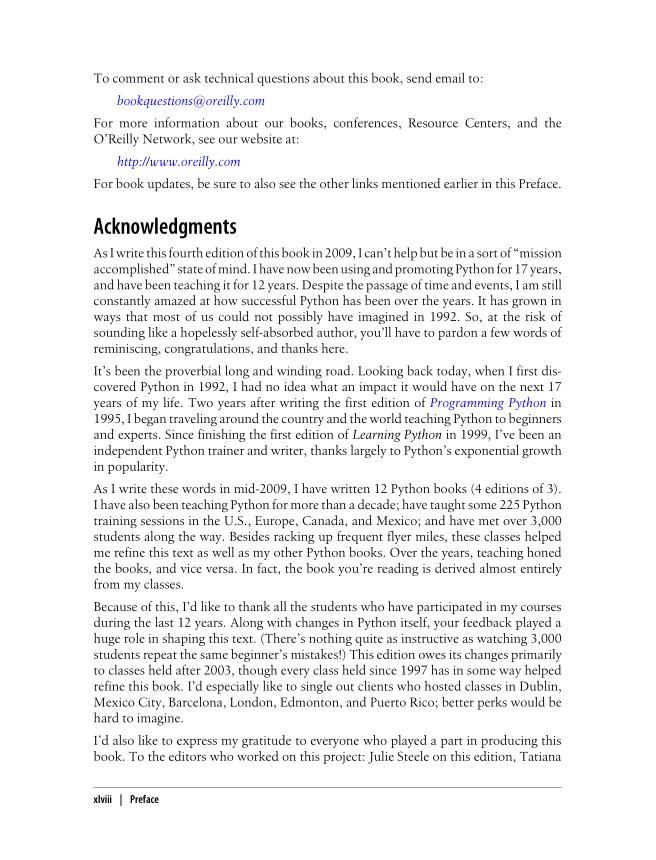 To comment or ask technical questions about this book, send email to:
bookquestions@oreilly.com
For more information about our books, conferences, Resource Centers, and the
O’Reilly Network, see our website at:
http://www.oreilly.com
For book updates, be sure to also see the other links mentioned earlier in this Preface.
Acknowledgments
As I write this fourth edition of this book in 2009, I can’t help but be in a sort of “mission
accomplished” state of mind. I have now been using and promoting Python for 17 years,
and have been teaching it for 12 years. Despite the passage of time and events, I am still
constantly amazed at how successful Python has been over the years. It has grown in
ways that most of us could not possibly have imagined in 1992. So, at the risk of
sounding like a hopelessly self-absorbed author, you’ll have to pardon a few words of
reminiscing, congratulations, and thanks here.
It’s been the proverbial long and winding road. Looking back today, when I first dis-
covered Python in 1992, I had no idea what an impact it would have on the next 17
years of my life. Two years after writing the first edition of Programming Python in
1995, I began traveling around the country and the world teaching Python to beginners
and experts. Since finishing the first edition of Learning Python in 1999, I’ve been an
independent Python trainer and writer, thanks largely to Python’s exponential growth
in popularity.
As I write these words in mid-2009, I have written 12 Python books (4 editions of 3).
I have also been teaching Python for more than a decade; have taught some 225 Python
training sessions in the U.S., Europe, Canada, and Mexico; and have met over 3,000
students along the way. Besides racking up frequent flyer miles, these classes helped
me refine this text as well as my other Python books. Over the years, teaching honed
the books, and vice versa. In fact, the book you’re reading is derived almost entirely
from my classes.
Because of this, I’d like to thank all the students who have participated in my courses
during the last 12 years. Along with changes in Python itself, your feedback played a
huge role in shaping this text. (There’s nothing quite as instructive as watching 3,000
students repeat the same beginner’s mistakes!) This edition owes its changes primarily
to classes held after 2003, though every class held since 1997 has in some way helped
refine this book. I’d especially like to single out clients who hosted classes in Dublin,
Mexico City, Barcelona, London, Edmonton, and Puerto Rico; better perks would be
hard to imagine.
I’d also like to express my gratitude to everyone who played a part in producing this
book. To the editors who worked on this project: Julie Steele on this edition, Tatiana
xlviii | Preface